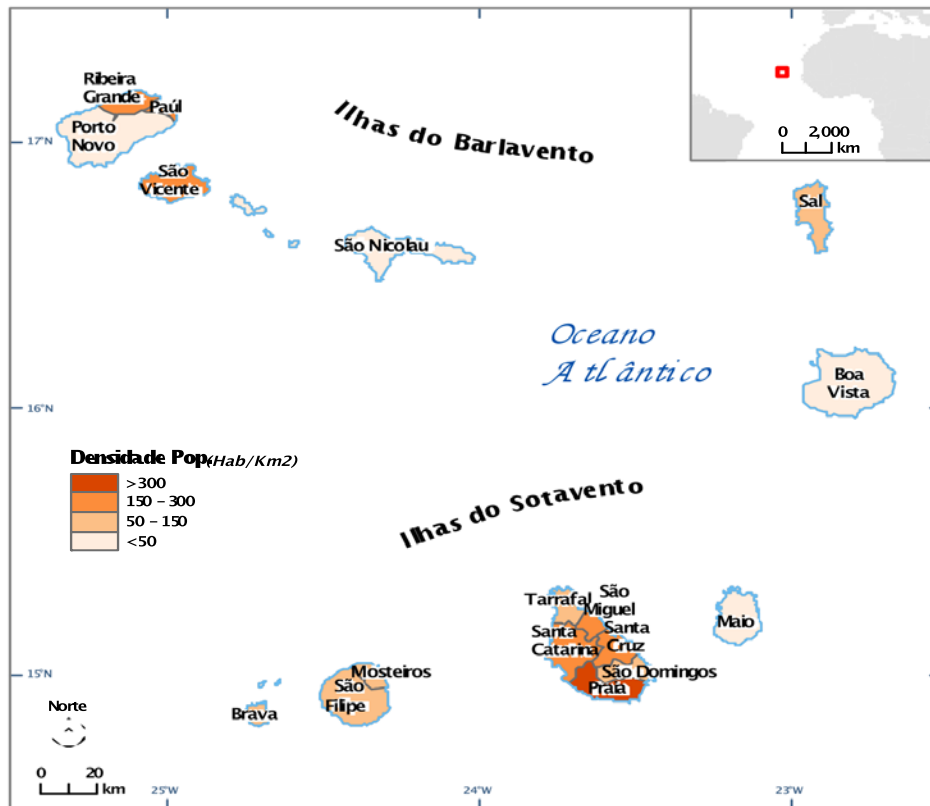 Ribeira
Grande
Paúl
Porto
Novo
São
Vicente
São Nicolau
Ilhas do Barlavento
0 2,000
km
Sal
Oceano
Atlântico
Boa
Vista
17°N
16°N
15°N
Densidade Pop.(Hab/Km2)
>300
150 - 300
50 - 150
<50
Ilhas do Sotavento
Tarrafal
São
Miguel
Santa
Catarina
Santa
Cruz
São Domingos
Praia
Maio
Mosteiros
São
Filipe
Brava
Norte
0 20
km
25°W
24°W
23°W